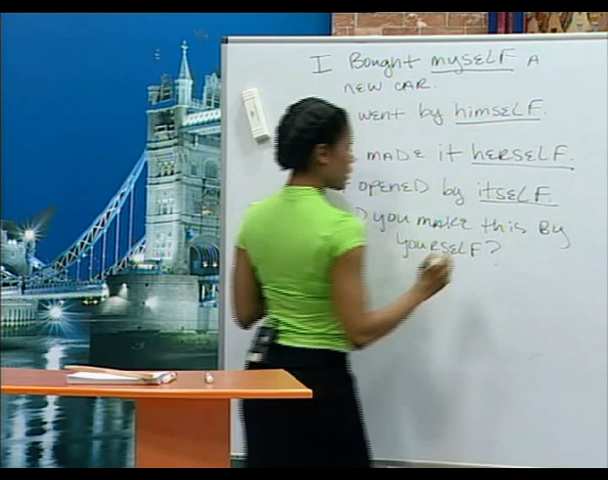 I Bought myself a
new car.
went by himself.
made it herself.
opened by itself.
you make this By
yourself?